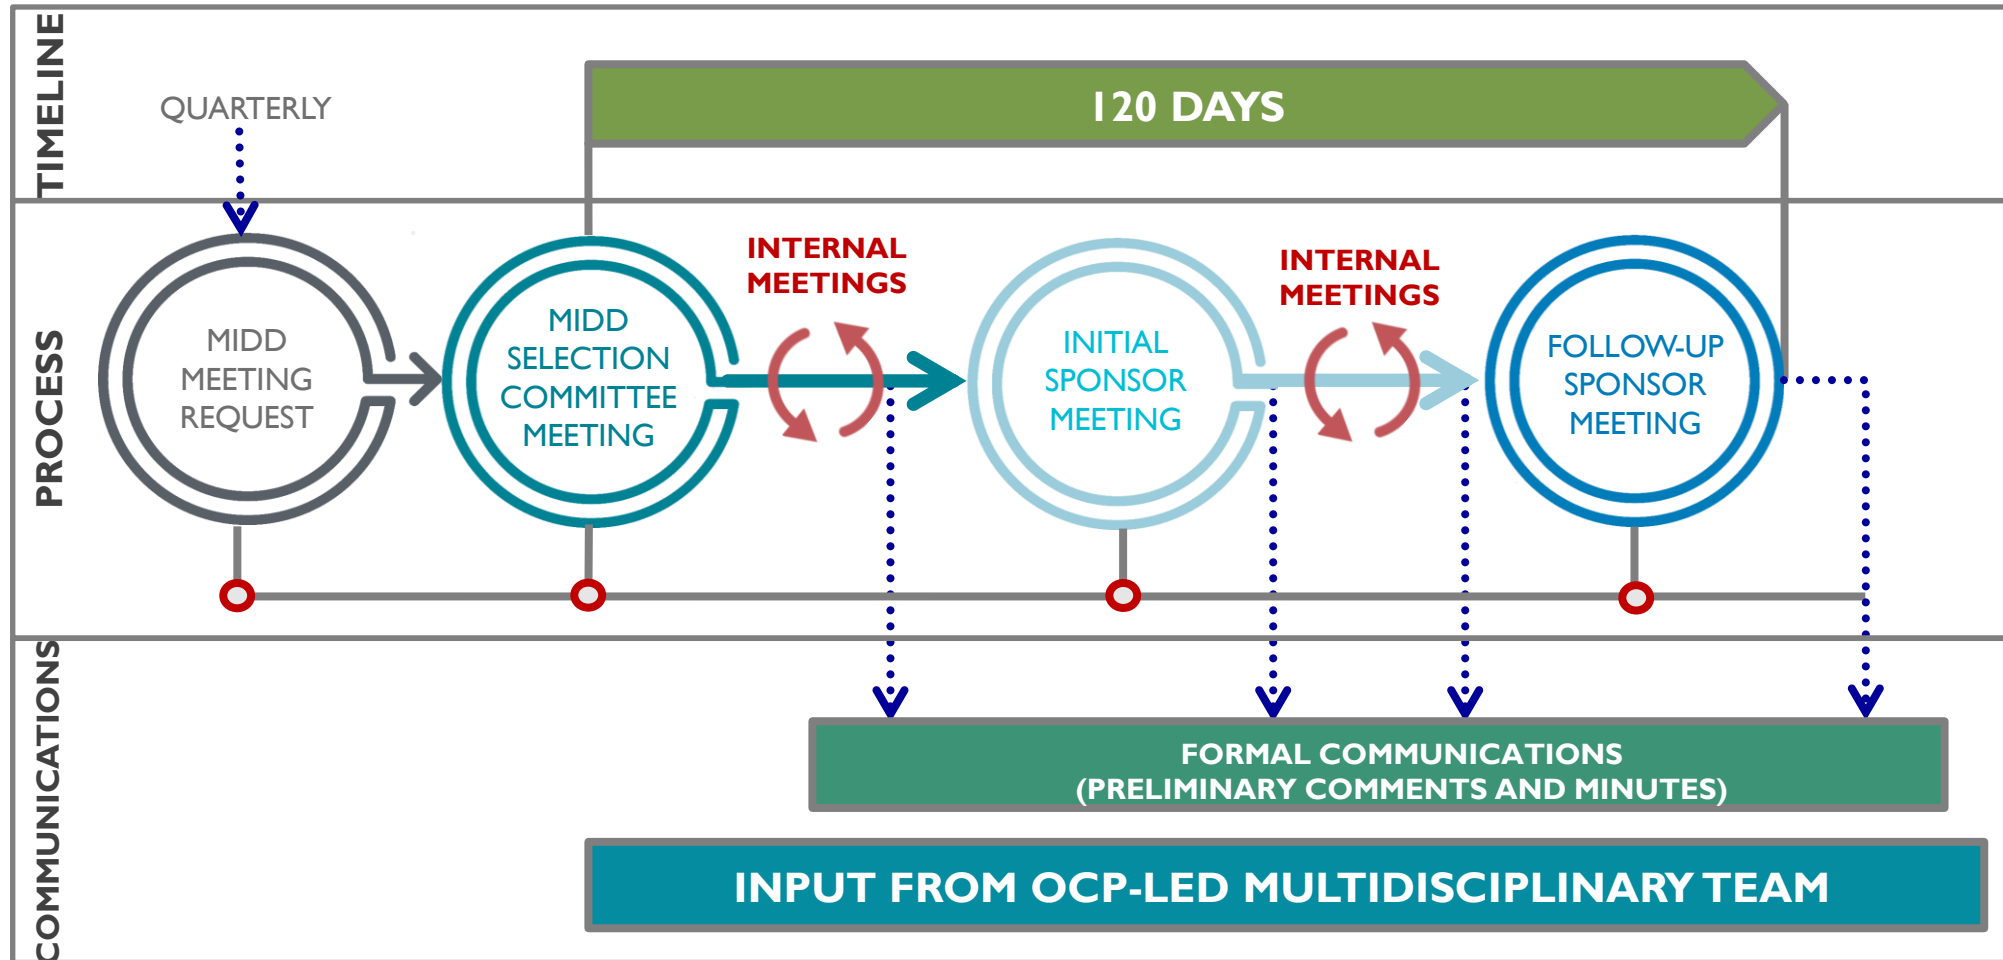 TIMELINE
QUARTERLY
120 DAYS
PROCESS
MIDD
MEETING
REQUEST
MIDD
SELECTION
COMMITTEE
MEETING
INTERNAL
MEETINGS
INITIAL
SPONSOR
MEETING
INTERNAL
MEETINGS
FOLLOW-UP
SPONSOR
MEETING
COMMUNICATIONS
FORMAL COMMUNICATIONS
(PRELIMINARY COMMENTS AND MINUTES)
INPUT FROM OCP-LED MULTIDISCIPLINARY TEAM